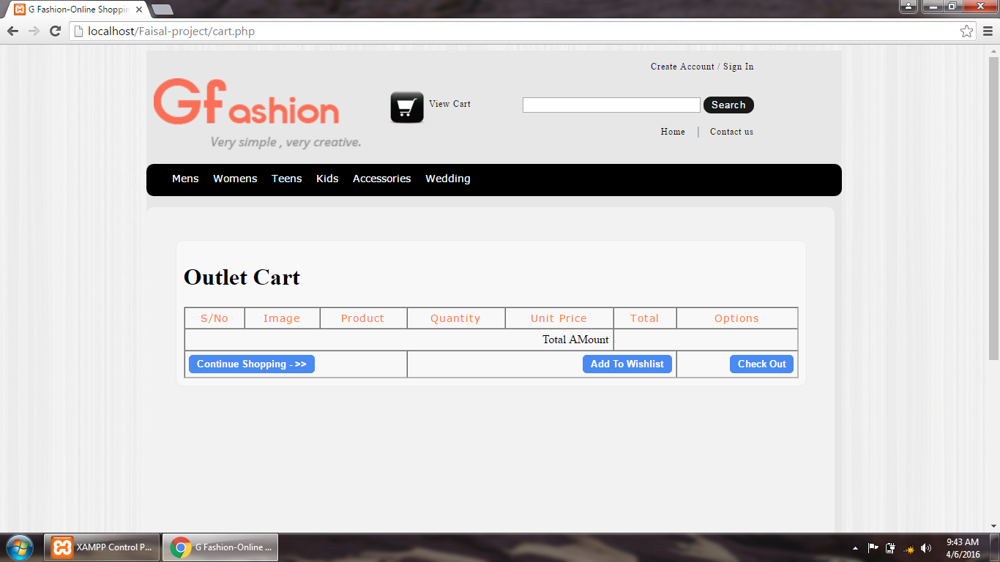 G Fashion-Online Shoppin
localhost/Faisal-project/cart.php
Create Account / Sign In
Gfashion
Very simple , very creative.
View Cart
Search
Home | Contact us
Mens Womens Teens Kids Accessories Wedding
Outlet Cart
S/No Image Product Quantity Unit Price Total Options
Total AMount
Continue Shopping - >> Add To Wishlist Check Out
XAMPP Control P... G Fashion-Online ... 9:43 AM
4/6/2016